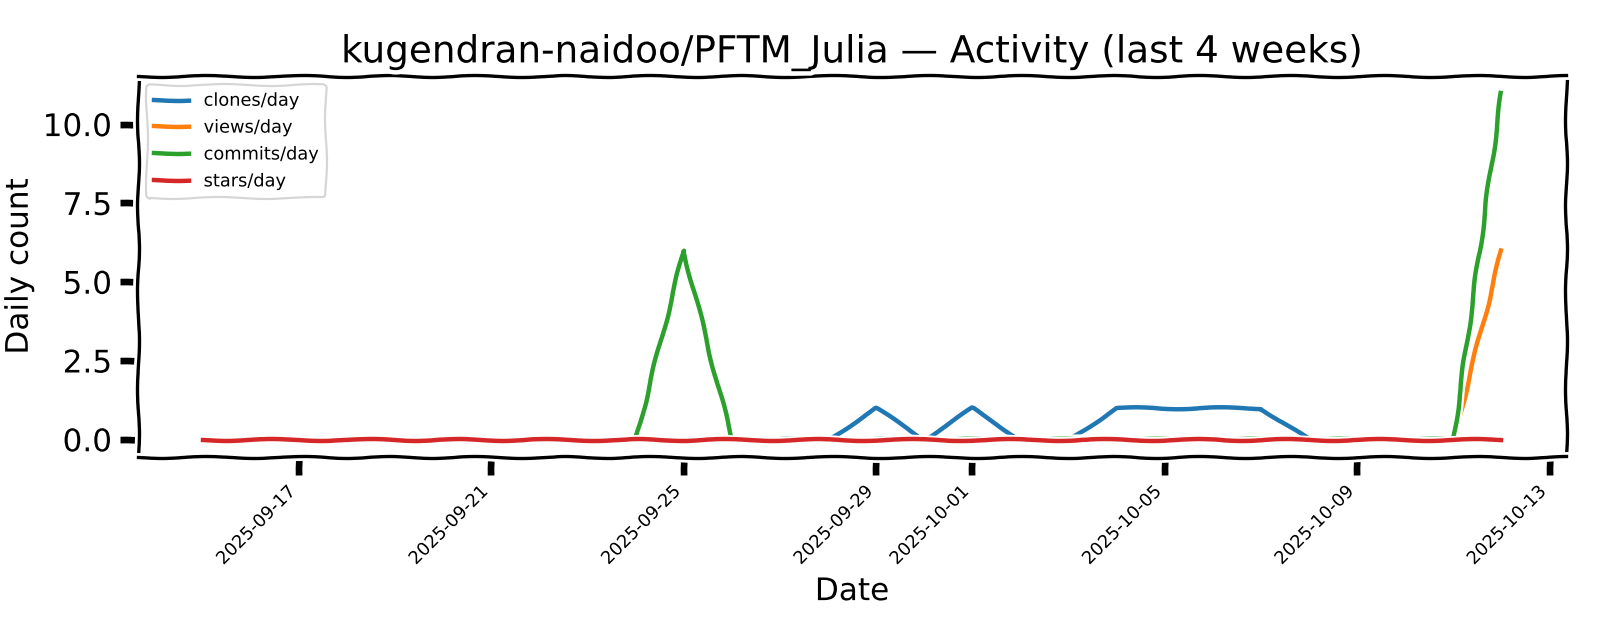 kugendran-naidoo/PFTM_Julia — Activity (last 4 weeks)
clones/day
views/day
commits/day
stars/day
Daily count
10.0
7.5
5.0
2.5
0.0
2025-09-17
2025-09-21
2025-09-25
2025-09-29
2025-10-01
2025-10-05
2025-10-09
2025-10-13
Date